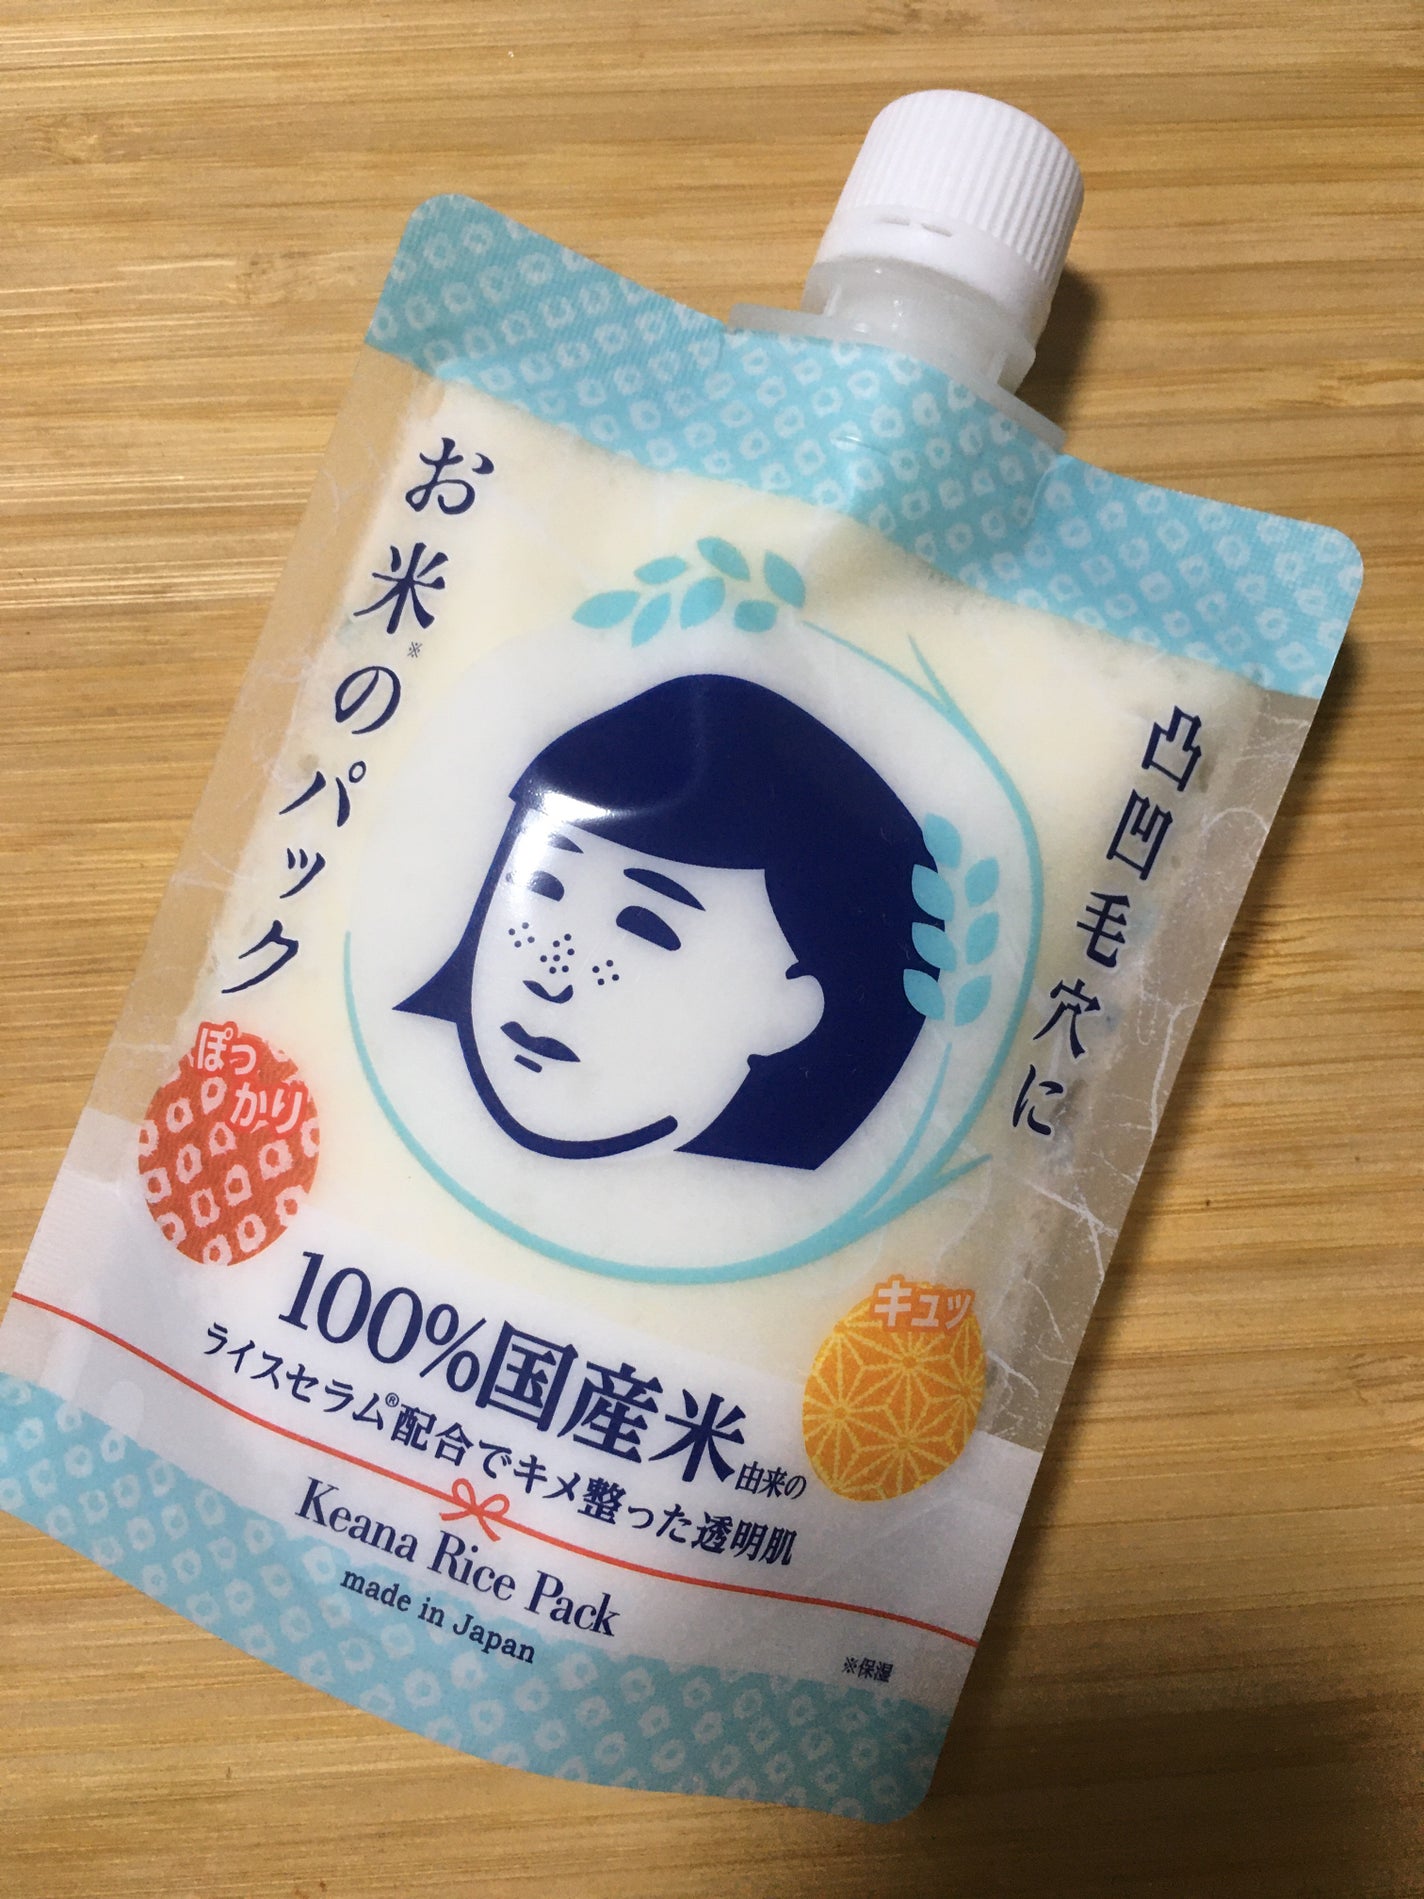 凸凹毛穴に
お米※のパック
ぽっかり
キュッ
100%国産米由来の
ライスセラム®配合でキメ整った透明肌
Keana Rice Pack
made in Japan
※保湿